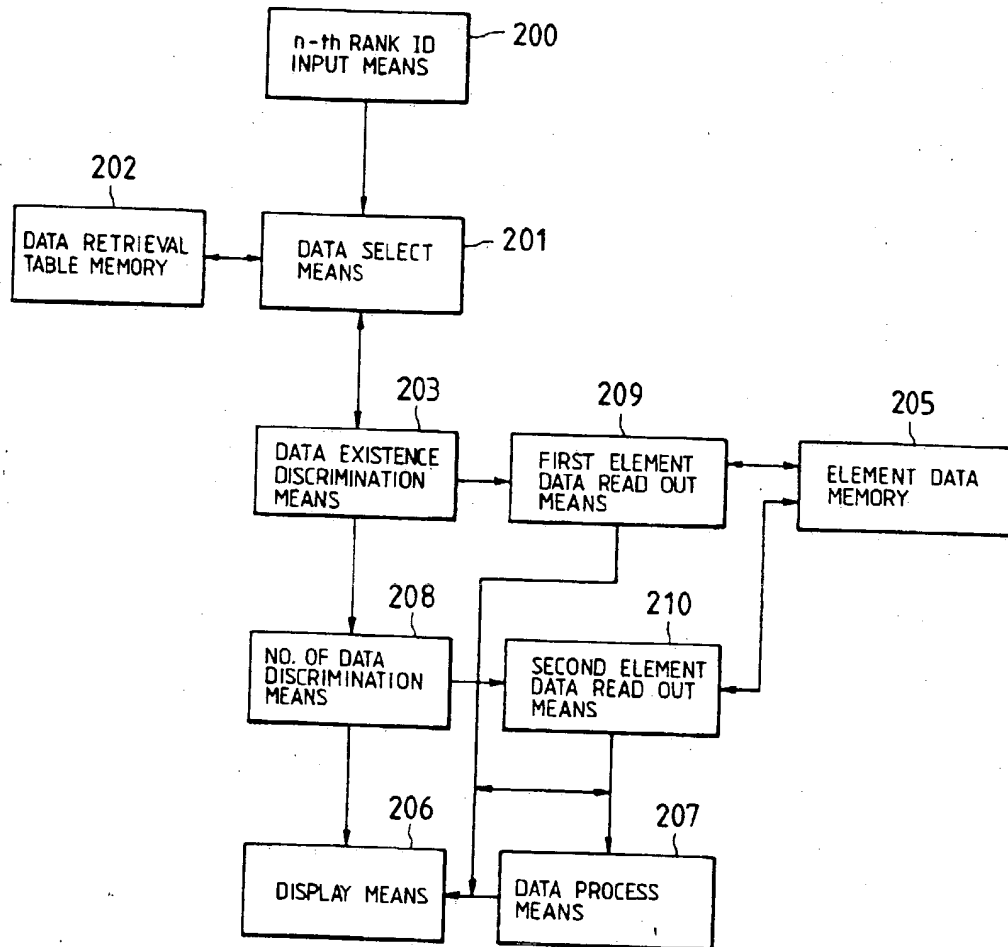 n-th RANK ID
INPUT MEANS
200
202
DATA RETRIEVAL
TABLE MEMORY
DATA SELECT
MEANS
201
203
DATA EXISTENCE
DISCRIMINATION
MEANS
209
FIRST ELEMENT
DATA READ OUT
MEANS
205
ELEMENT DATA
MEMORY
208
NO. OF DATA
DISCRIMINATION
MEANS
210
SECOND ELEMENT
DATA READ OUT
MEANS
206
DISPLAY MEANS
207
DATA PROCESS
MEANS